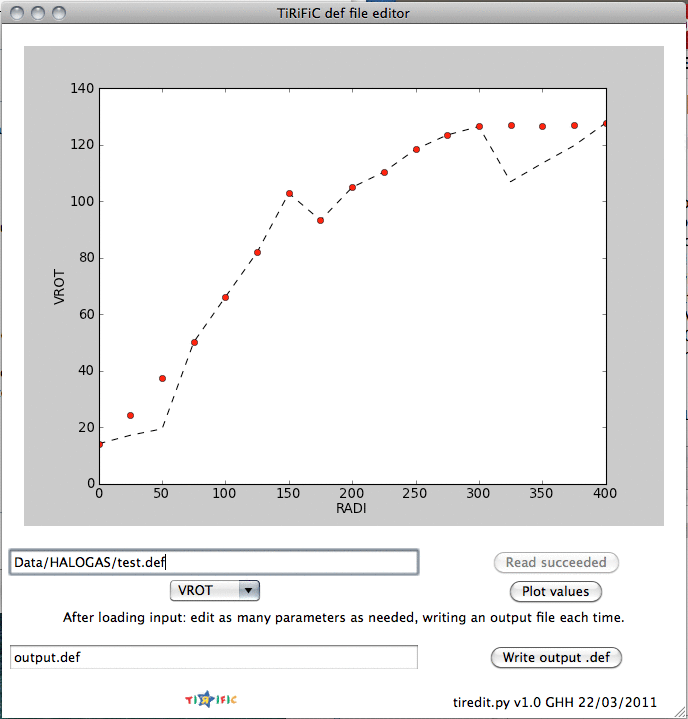 TiRiFiC def file editor
140
120
100
80
60
40
20
0
VROT
0 50 100 150 200 250 300 350 400
RADI
Data/HALOGAS/test.def
Read succeeded
VROT
Plot values
After loading input: edit as many parameters as needed, writing an output file each time.
output.def
Write output .def
TiRiFiC
tiredit.py v1.0 GHH 22/03/2011